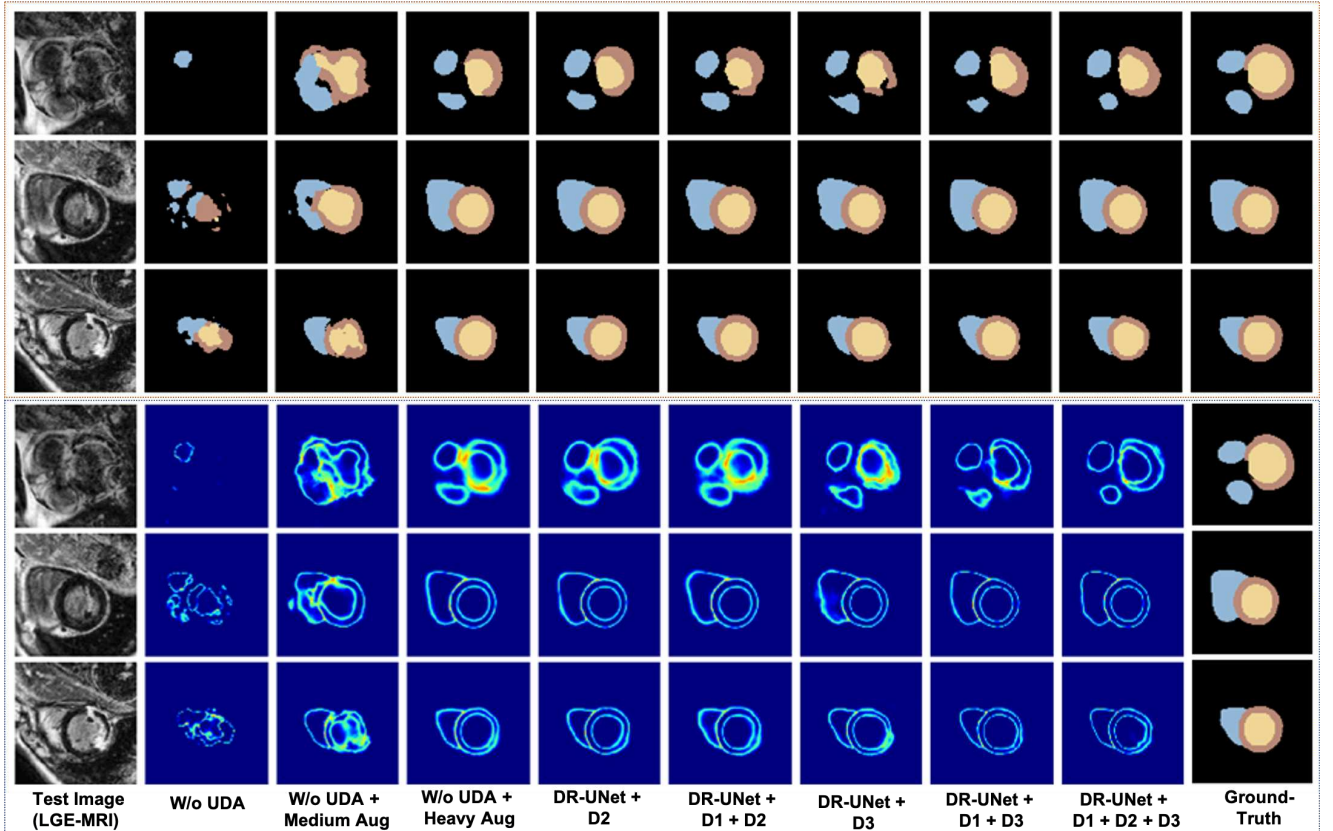 Test Image
(LGE-MRI)
W/o UDA
W/o UDA +
Medium Aug
W/o UDA +
Heavy Aug
DR-UNet +
D2
DR-UNet +
D1 + D2
DR-UNet +
D3
DR-UNet +
D1 + D3
DR-UNet +
D1 + D2 + D3
Ground-
Truth